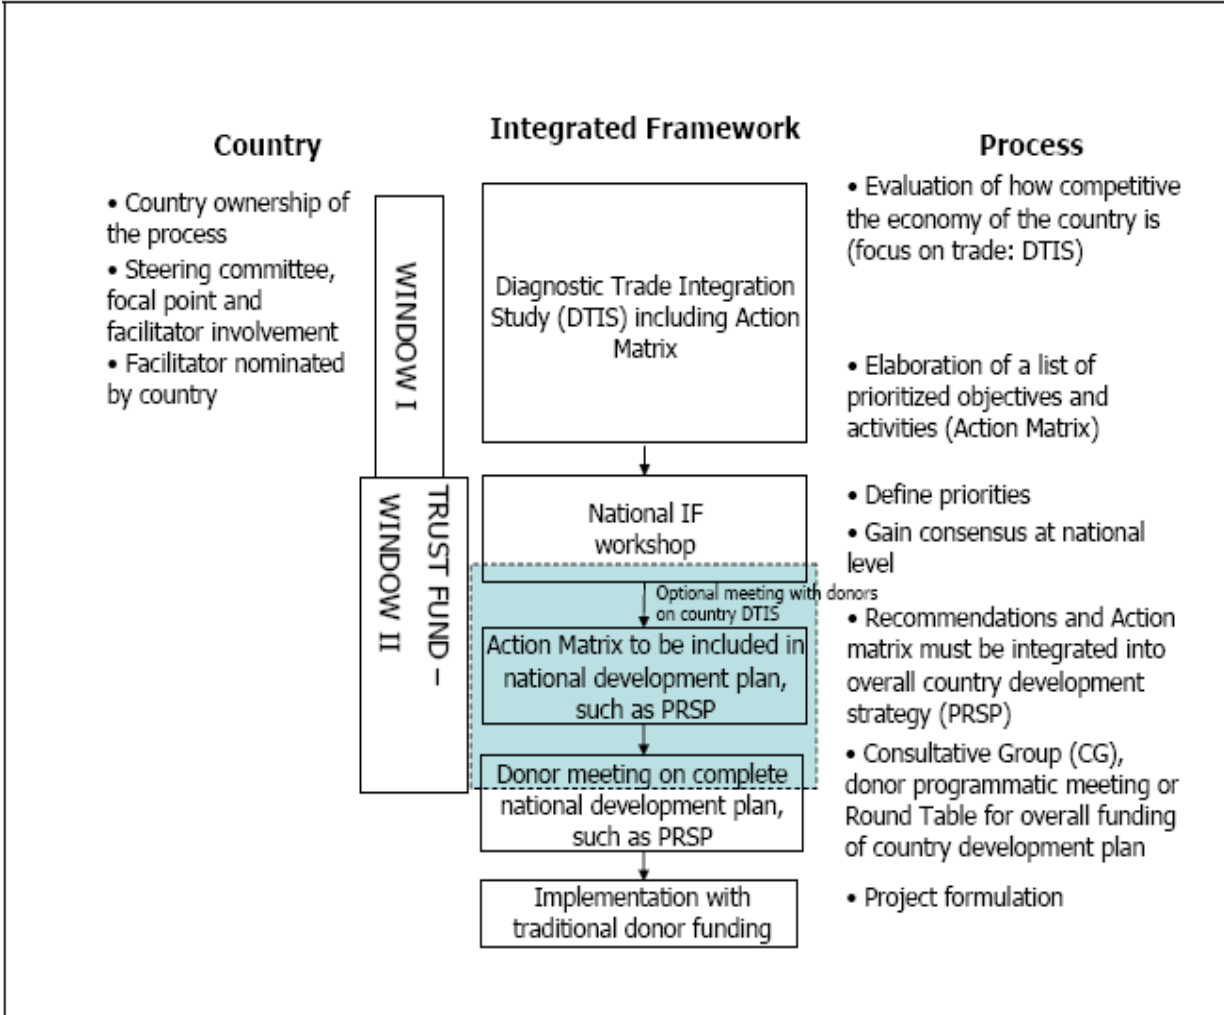 Country
• Country ownership of
the process
• Steering committee,
focal point and
facilitator involvement
• Facilitator nominated
by country
WINDOW I
TRUST FUND –
WINDOW II
Integrated Framework
Diagnostic Trade Integration
Study (DTIS) including Action
Matrix
National IF
workshop
Optional meeting with donors
on country DTIS
Action Matrix to be included in
national development plan,
such as PRSP
Donor meeting on complete
national development plan,
such as PRSP
Implementation with
traditional donor funding
Process
• Evaluation of how competitive
the economy of the country is
(focus on trade: DTIS)
• Elaboration of a list of
prioritized objectives and
activities (Action Matrix)
• Define priorities
• Gain consensus at national
level
• Recommendations and Action
matrix must be integrated into
overall country development
strategy (PRSP)
• Consultative Group (CG),
donor programmatic meeting or
Round Table for overall funding
of country development plan
• Project formulation